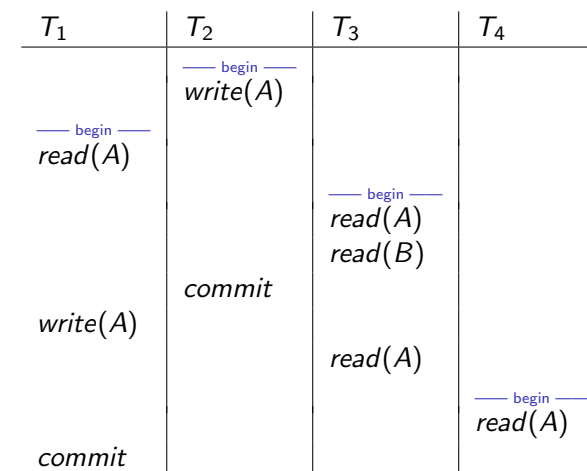 T1 T2 T3 T4
begin
write(A)
begin
read(A)
begin
read(A)
read(B)
commit
write(A)
read(A)
begin
read(A)
commit